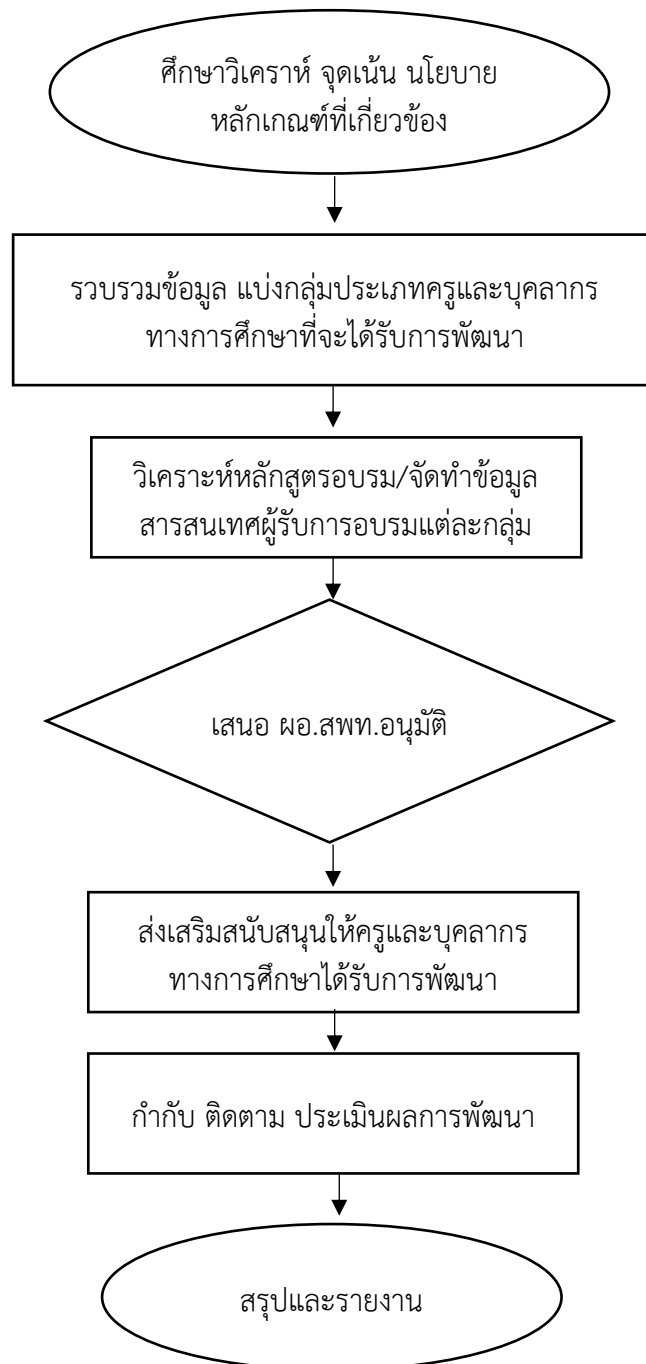 ศึกษาวิเคราห์ จุดเน้น นโยบาย
หลักเกณฑ์ที่เกี่ยวข้อง
รวบรวมข้อมูล แบ่งกลุ่มประเภทครูและบุคลากร
ทางการศึกษาที่จะได้รับการพัฒนา
วิเคราะห์หลักสูตรอบรม/จัดทำข้อมูล
สารสนเทศผู้รับการอบรมแต่ละกลุ่ม
เสนอ ผอ.สพท.อนุมัติ
ส่งเสริมสนับสนุนให้ครูและบุคลากร
ทางการศึกษาได้รับการพัฒนา
กำกับ ติดตาม ประเมินผลการพัฒนา
สรุปและรายงาน